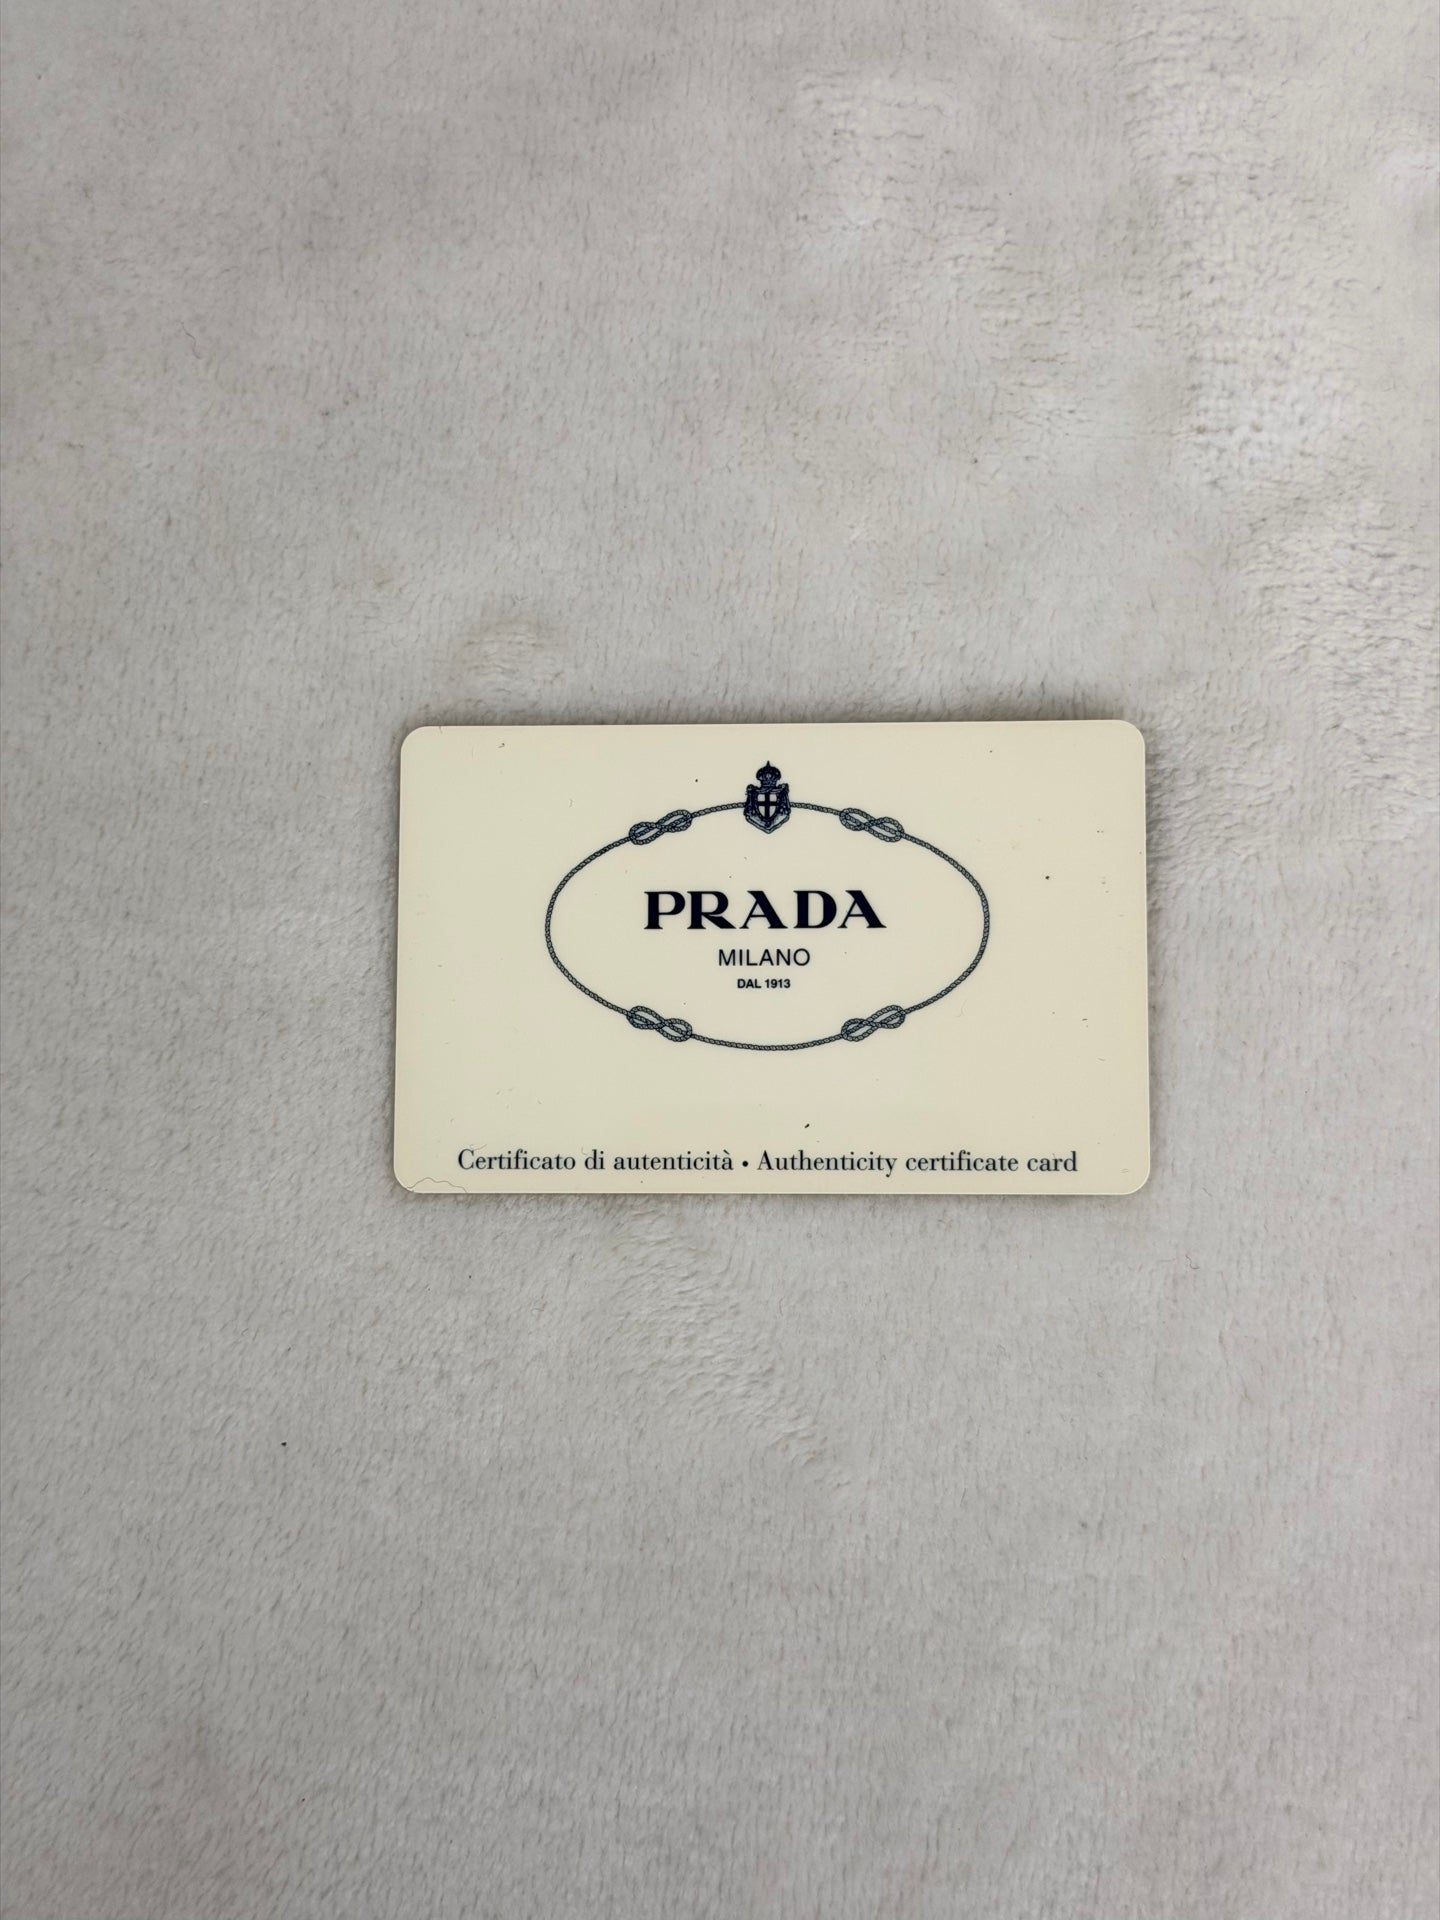 PRADA
MILANO
DAL 1913
Certificato di autenticità • Authenticity certificate card